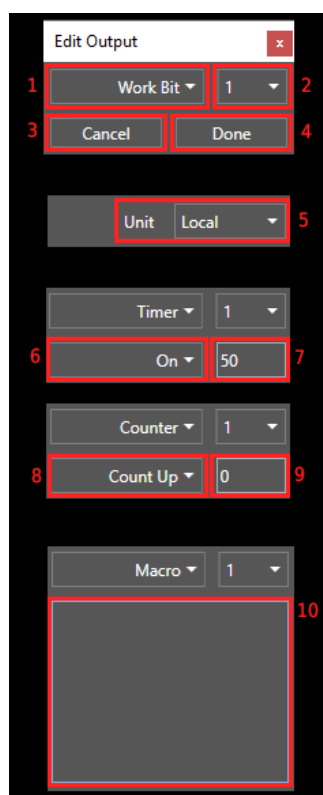 Edit Output x
1 Work Bit 1 2
3 Cancel Done 4
Unit Local 5
Timer 1
6 On 50 7
Counter 1
8 Count Up 0 9
Macro 1
10